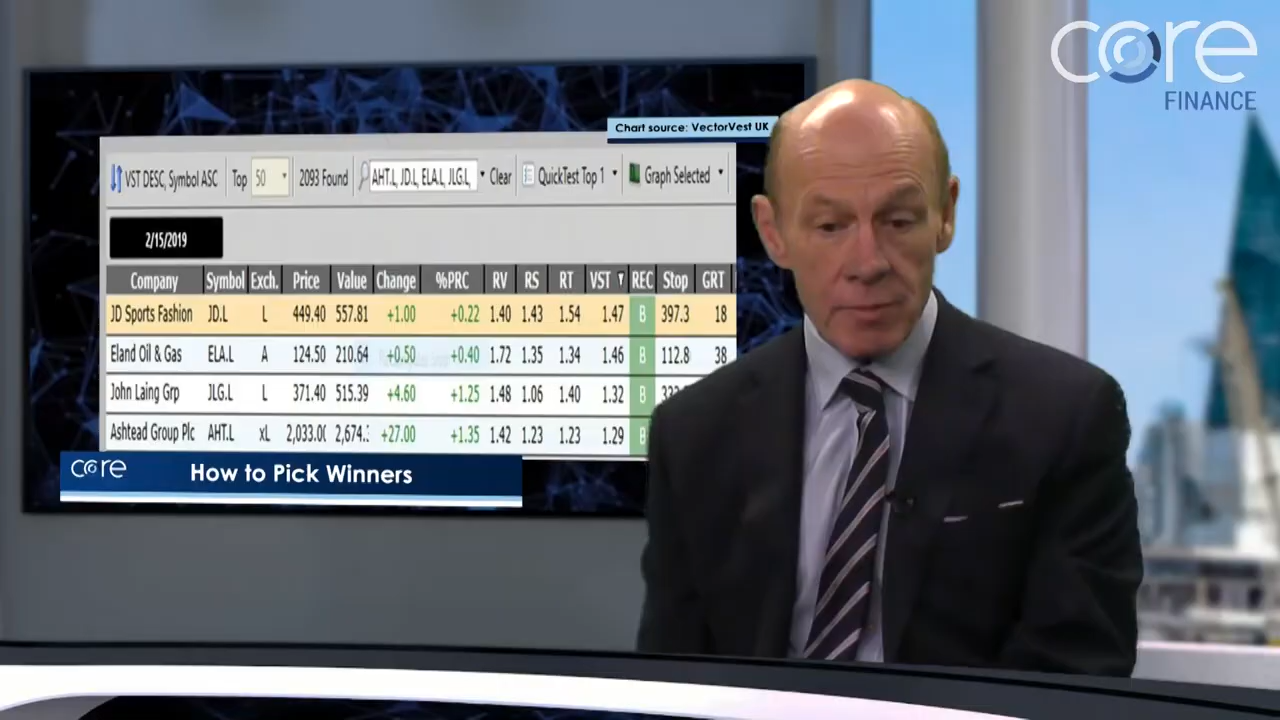 core
FINANCE
Chart source: VectorVest UK
VST DESC, Symbol ASC Top 50 2093 Found AHT.L, JD.L, ELA.L, JLG.L, Clear QuickTest Top 1 Graph Selected
2/15/2019
Company Symbol Exch. Price Value Change %PRC RV RS RT VST REC Stop GRT
JD Sports Fashion JD.L L 449.40 557.81 +1.00 +0.22 1.40 1.43 1.54 1.47 B 397.3 18
Eland Oil & Gas ELA.L A 124.50 210.64 +0.50 +0.40 1.72 1.35 1.34 1.46 B 112.8 38
John Laing Grp JLG.L L 371.40 515.39 +4.60 +1.25 1.48 1.06 1.40 1.32 B
Ashtead Group Plc AHT.L xL 2,033.00 2,674. +27.00 +1.35 1.42 1.23 1.23 1.29 B
core How to Pick Winners